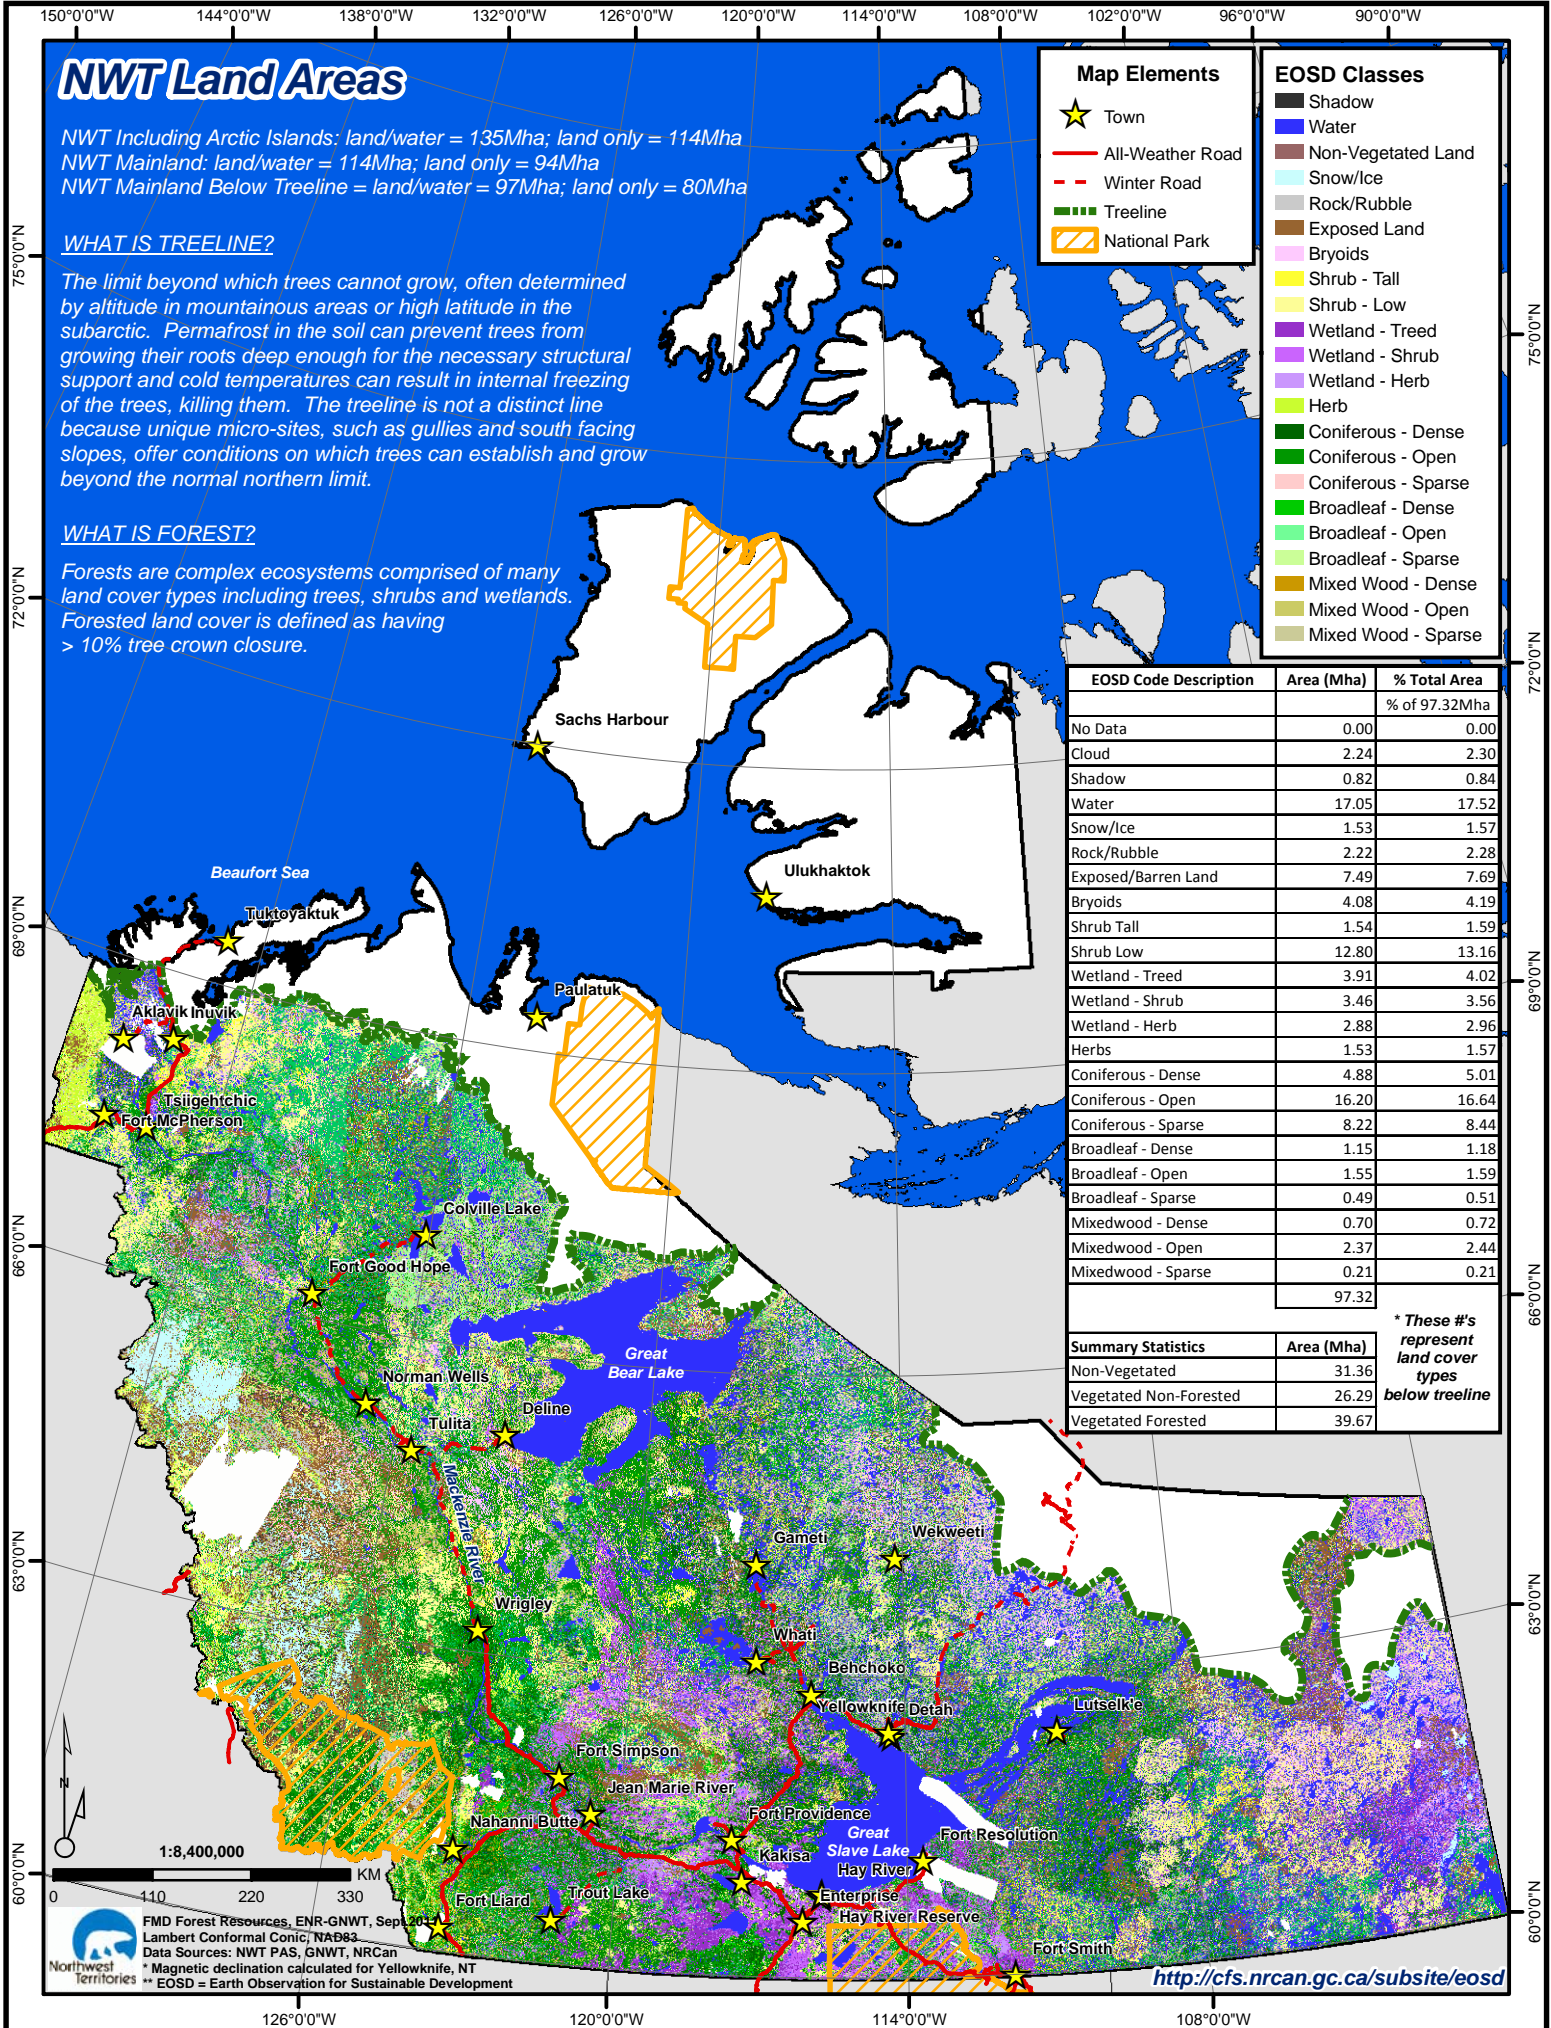 150°0'0"W 144°0'0"W 138°0'0"W 132°0'0"W 126°0'0"W 120°0'0"W 114°0'0"W 108°0'0"W 102°0'0"W 96°0'0"W 90°0'0"W
NWT Land Areas
NWT Including Arctic Islands: land/water = 135Mha; land only = 114Mha
NWT Mainland: land/water = 114Mha; land only = 94Mha
NWT Mainland Below Treeline = land/water = 97Mha; land only = 80Mha
WHAT IS TREELINE?
The limit beyond which trees cannot grow, often determined
by altitude in mountainous areas or high latitude in the
subarctic. Permafrost in the soil can prevent trees from
growing their roots deep enough for the necessary structural
support and cold temperatures can result in internal freezing
of the trees, killing them. The treeline is not a distinct line
because unique micro-sites, such as gullies and south facing
slopes, offer conditions on which trees can establish and grow
beyond the normal northern limit.
WHAT IS FOREST?
Forests are complex ecosystems comprised of many
land cover types including trees, shrubs and wetlands.
Forested land cover is defined as having
> 10% tree crown closure.
Map Elements
Town
All-Weather Road
Winter Road
Treeline
National Park
EOSD Classes
Shadow
Water
Non-Vegetated Land
Snow/Ice
Rock/Rubble
Exposed Land
Bryoids
Shrub - Tall
Shrub - Low
Wetland - Treed
Wetland - Shrub
Wetland - Herb
Herb
Coniferous - Dense
Coniferous - Open
Coniferous - Sparse
Broadleaf - Dense
Broadleaf - Open
Broadleaf - Sparse
Mixed Wood - Dense
Mixed Wood - Open
Mixed Wood - Sparse
EOSD Code Description Area (Mha) % Total Area
% of 97.32Mha
No Data 0.00 0.00
Cloud 2.24 2.30
Shadow 0.82 0.84
Water 17.05 17.52
Snow/Ice 1.53 1.57
Rock/Rubble 2.22 2.28
Exposed/Barren Land 7.49 7.69
Bryoids 4.08 4.19
Shrub Tall 1.54 1.59
Shrub Low 12.80 13.16
Wetland - Treed 3.91 4.02
Wetland - Shrub 3.46 3.56
Wetland - Herb 2.88 2.96
Herbs 1.53 1.57
Coniferous - Dense 4.88 5.01
Coniferous - Open 16.20 16.64
Coniferous - Sparse 8.22 8.44
Broadleaf - Dense 1.15 1.18
Broadleaf - Open 1.55 1.59
Broadleaf - Sparse 0.49 0.51
Mixedwood - Dense 0.70 0.72
Mixedwood - Open 2.37 2.44
Mixedwood - Sparse 0.21 0.21
97.32
Summary Statistics Area (Mha)
Non-Vegetated 31.36
Vegetated Non-Forested 26.29
Vegetated Forested 39.67
* These #'s
represent
land cover
types
below treeline
75°0'0"N
72°0'0"N
69°0'0"N
66°0'0"N
63°0'0"N
60°0'0"N
75°0'0"N
72°0'0"N
69°0'0"N
66°0'0"N
63°0'0"N
60°0'0"N
Sachs Harbour
Ulukhaktok
Beaufort Sea
Tuktoyaktuk
Paulatuk
Aklavik
Inuvik
Tsiigehtchic
Fort McPherson
Colville Lake
Fort Good Hope
Great
Bear Lake
Norman Wells
Deline
Tulita
Mackenzie River
Gameti
Wekweeti
Wrigley
Whati
Behchoko
Yellowknife
Detah
Lutselk'e
Fort Simpson
Jean Marie River
Nahanni Butte
Fort Providence
Great
Slave Lake
Fort Resolution
Kakisa
Hay River
Fort Liard
Trout Lake
Enterprise
Hay River Reserve
Fort Smith
N
1:8,400,000
KM
0 110 220 330
Northwest
Territories
FMD Forest Resources, ENR-GNWT, Sept
Lambert Conformal Conic, NAD83
Data Sources: NWT PAS, GNWT, NRCan
* Magnetic declination calculated for Yellowknife, NT
** EOSD = Earth Observation for Sustainable Development
http://cfs.nrcan.gc.ca/subsite/eosd
126°0'0"W 120°0'0"W 114°0'0"W 108°0'0"W